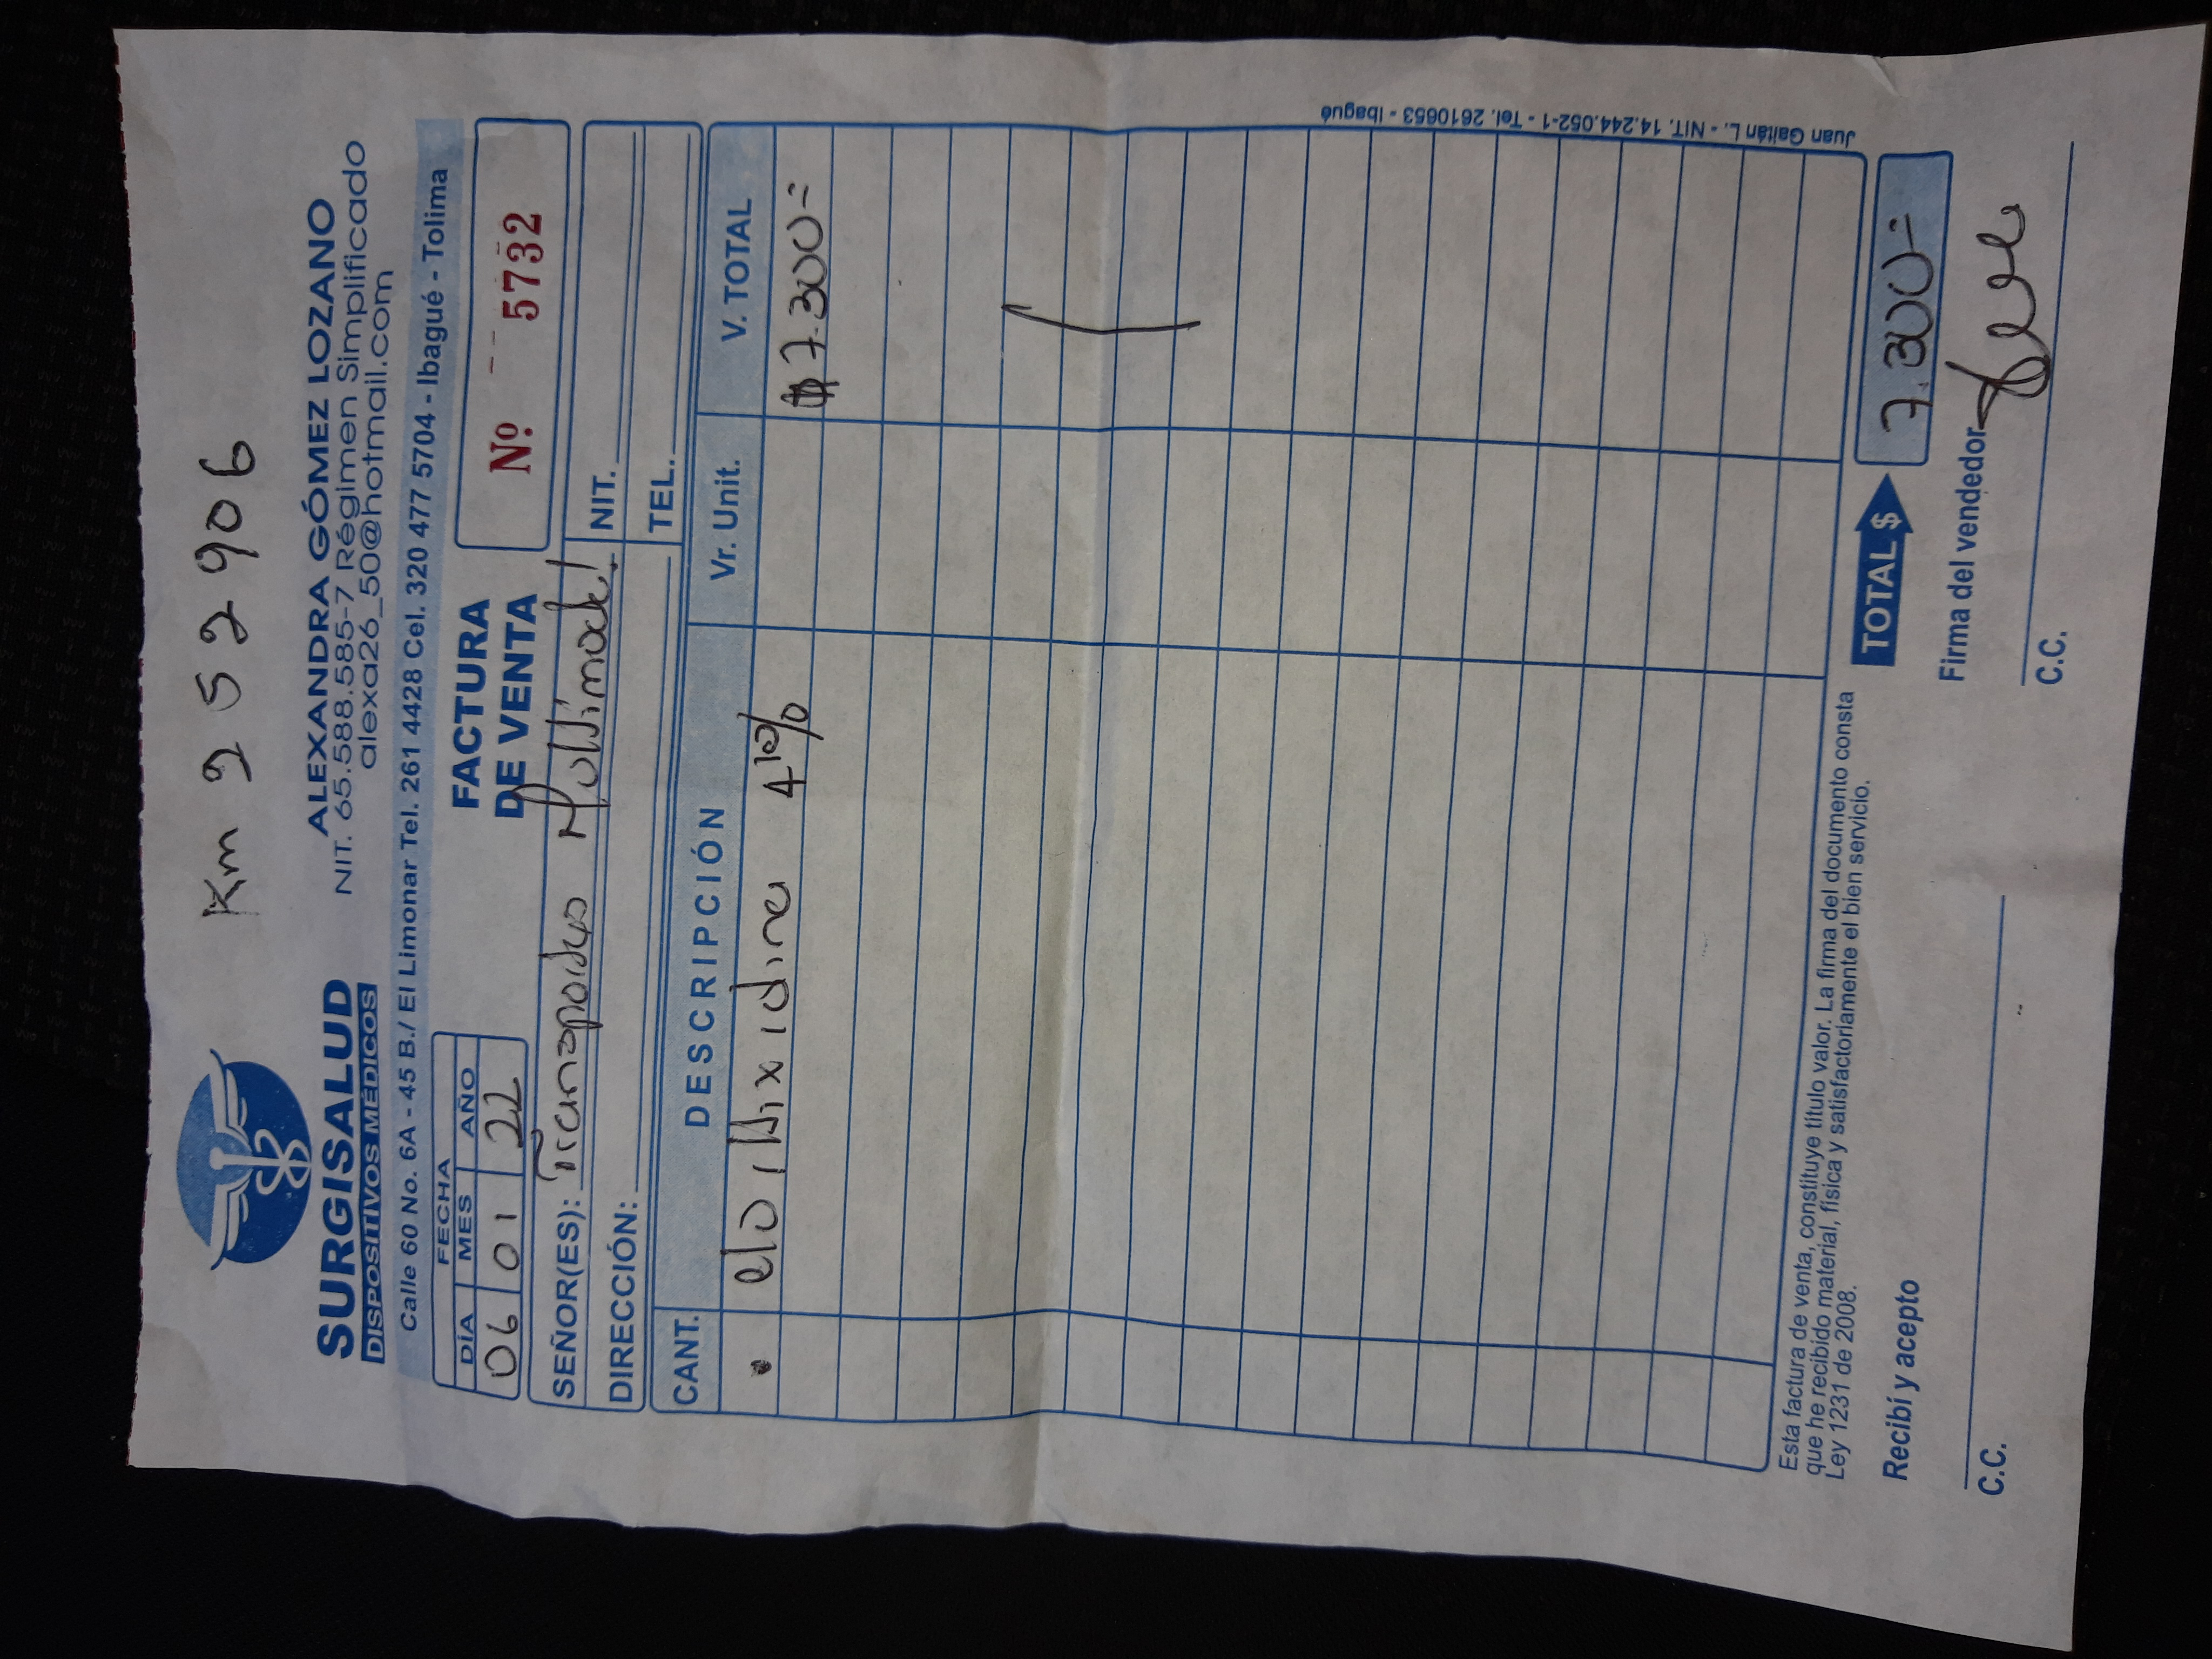 Km 252906
SURGISALUD
DISPOSITIVOS MÉDICOS
ALEXANDRA GÓMEZ LOZANO
NIT. 65.588.585-7 Régimen Simplificado
alexa26_50@hotmail.com
Calle 60 No. 6A - 45 B./ El Limonar Tel. 261 4428 Cel. 320 477 5704 - Ibagué - Tolima
FECHA
DÍA MES AÑO
06 01 22
FACTURA
DE VENTA
Nº 5732
SEÑOR(ES): Multimodal
NIT.
DIRECCIÓN:
TEL.
CANT. DESCRIPCIÓN Vr. Unit. V. TOTAL
4% $7.300=
Juan Gaitán L. - NIT. 14.244.052-1 - Tel. 2610653 - Ibagué
Esta factura de venta, constituye título valor. La firma del documento consta
que he recibido material, física y satisfactoriamente el bien servicio.
Ley 1231 de 2008.
TOTAL $ 7.300=
Recibí y acepto
Firma del vendedor
C.C.
C.C.